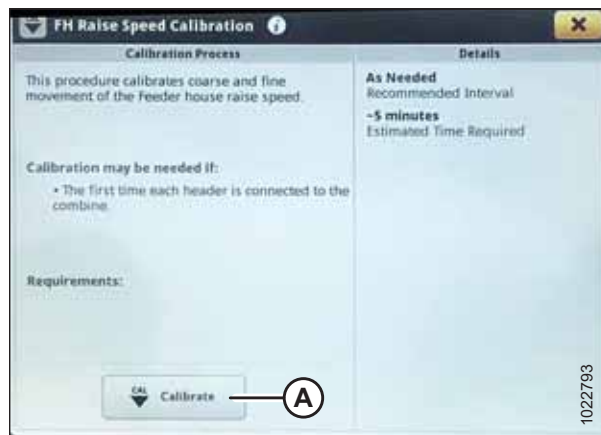 FH Raise Speed Calibration i
Calibration Process
This procedure calibrates coarse and fine
movement of the Feeder house raise speed.
Calibration may be needed if:
• The first time each header is connected to the
combine.
Requirements:
CAL Calibrate
A
Details
As Needed
Recommended Interval
~5 minutes
Estimated Time Required
1022793